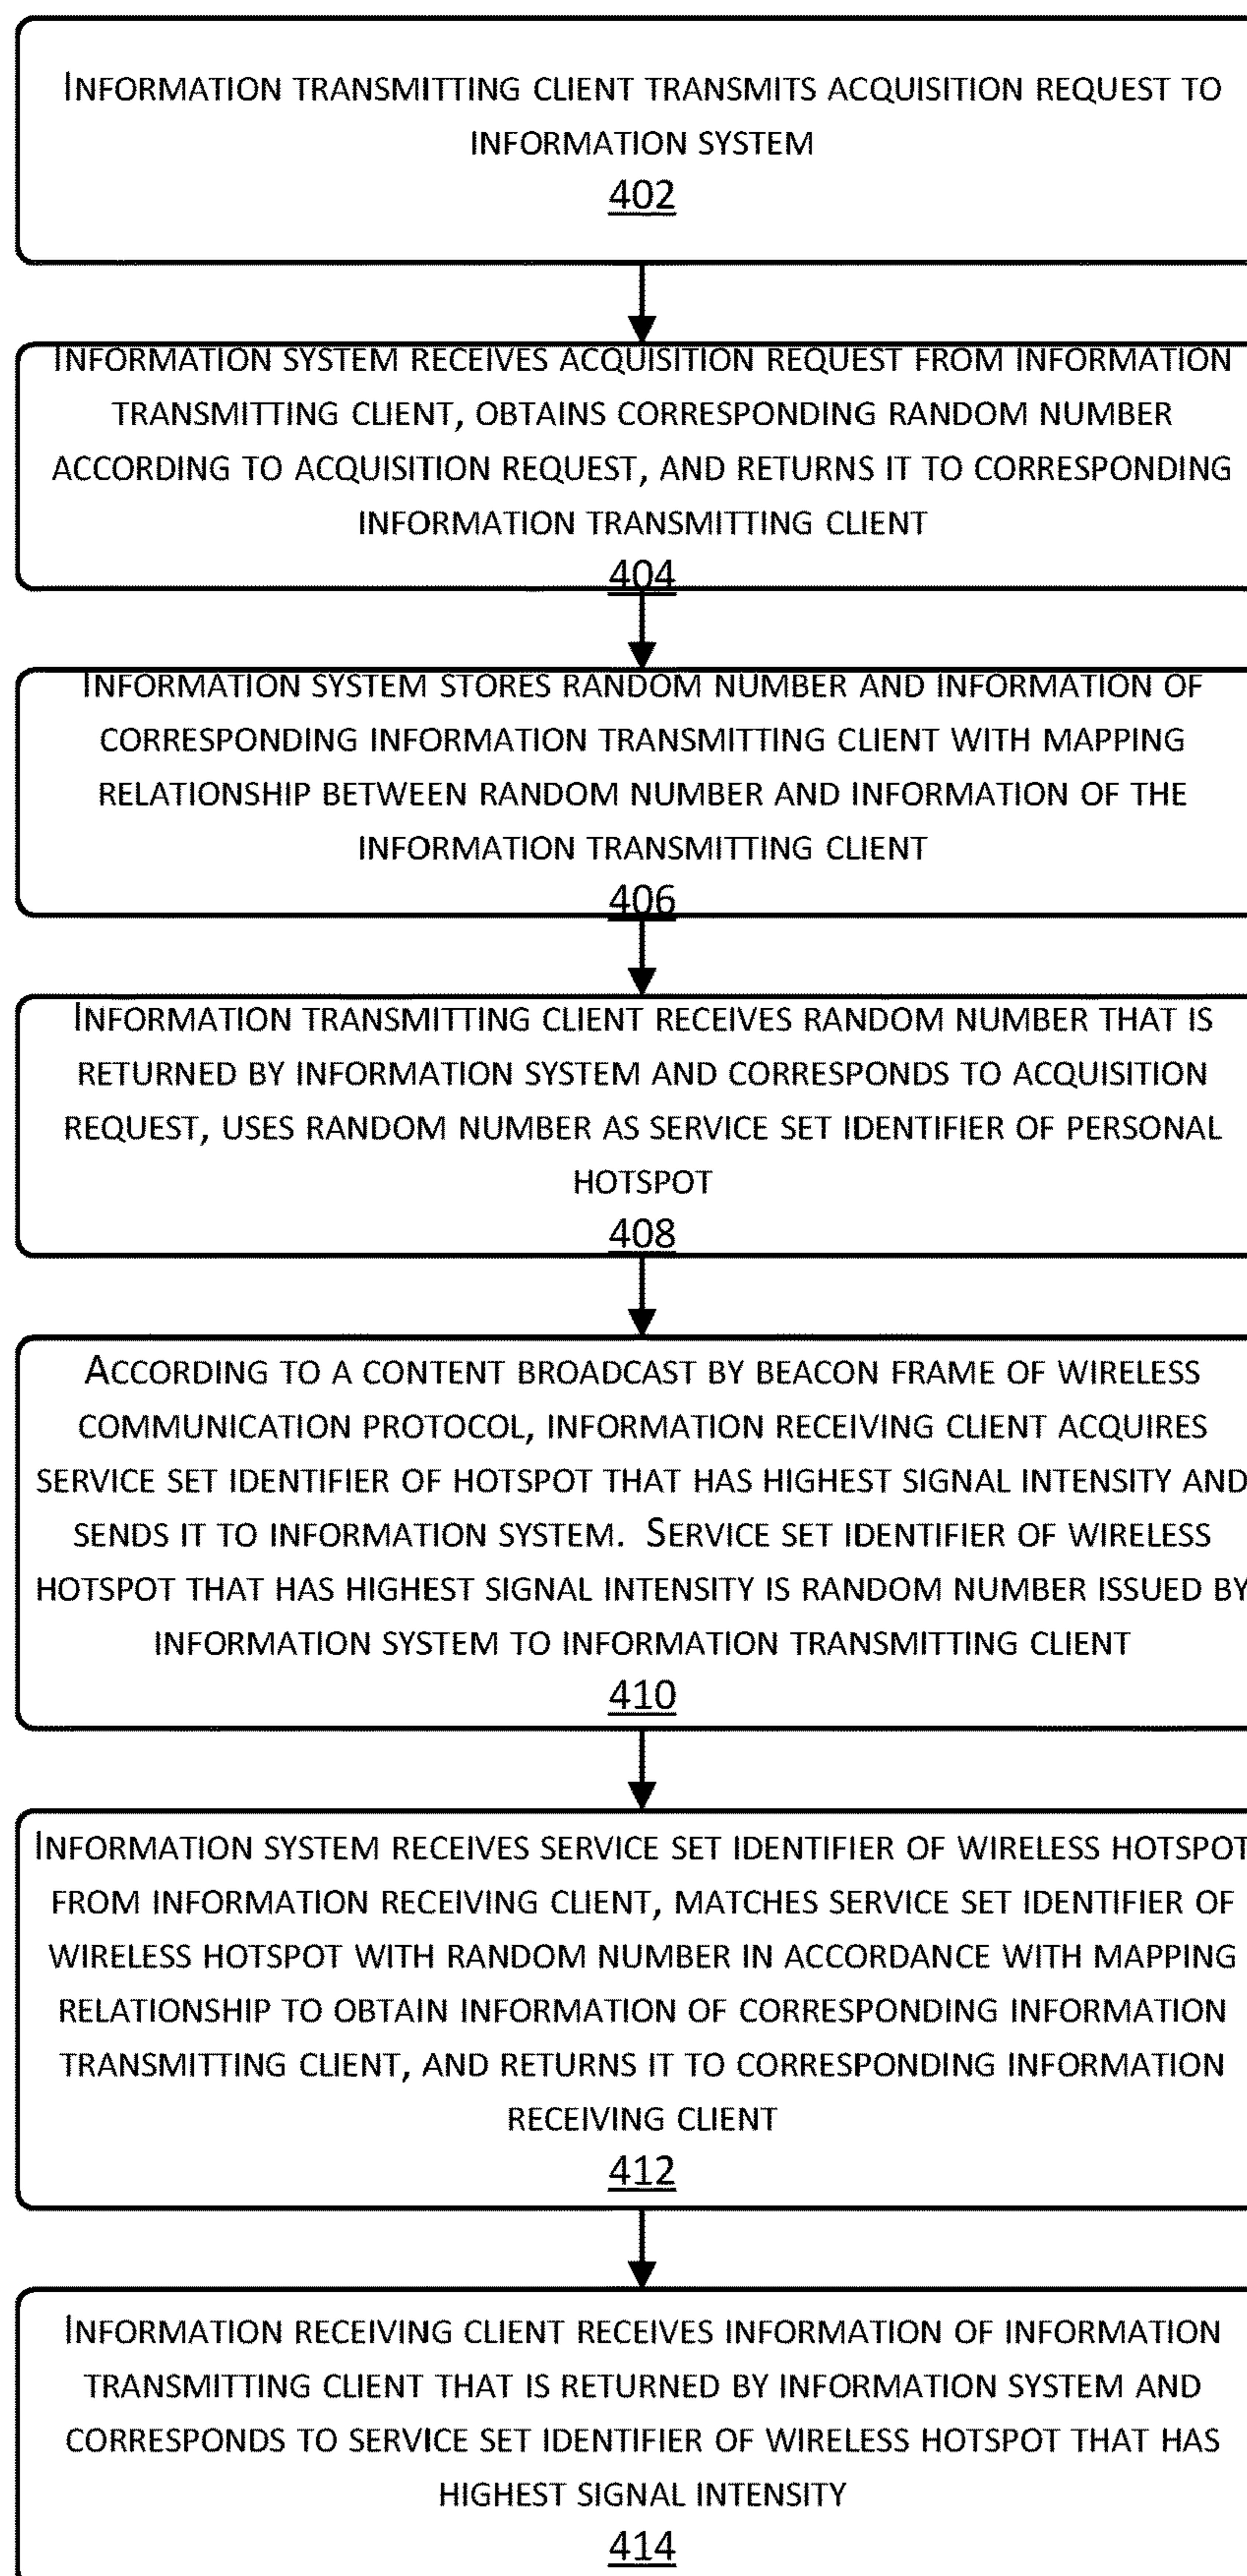 INFORMATION TRANSMITTING CLIENT TRANSMITS ACQUISITION REQUEST TO
INFORMATION SYSTEM
402
INFORMATION SYSTEM RECEIVES ACQUISITION REQUEST FROM INFORMATION
TRANSMITTING CLIENT, OBTAINS CORRESPONDING RANDOM NUMBER
ACCORDING TO ACQUISITION REQUEST, AND RETURNS IT TO CORRESPONDING
INFORMATION TRANSMITTING CLIENT
404
INFORMATION SYSTEM STORES RANDOM NUMBER AND INFORMATION OF
CORRESPONDING INFORMATION TRANSMITTING CLIENT WITH MAPPING
RELATIONSHIP BETWEEN RANDOM NUMBER AND INFORMATION OF THE
INFORMATION TRANSMITTING CLIENT
406
INFORMATION TRANSMITTING CLIENT RECEIVES RANDOM NUMBER THAT IS
RETURNED BY INFORMATION SYSTEM AND CORRESPONDS TO ACQUISITION
REQUEST, USES RANDOM NUMBER AS SERVICE SET IDENTIFIER OF PERSONAL
HOTSPOT
408
ACCORDING TO A CONTENT BROADCAST BY BEACON FRAME OF WIRELESS
COMMUNICATION PROTOCOL, INFORMATION RECEIVING CLIENT ACQUIRES
SERVICE SET IDENTIFIER OF HOTSPOT THAT HAS HIGHEST SIGNAL INTENSITY AND
SENDS IT TO INFORMATION SYSTEM. SERVICE SET IDENTIFIER OF WIRELESS
HOTSPOT THAT HAS HIGHEST SIGNAL INTENSITY IS RANDOM NUMBER ISSUED BY
INFORMATION SYSTEM TO INFORMATION TRANSMITTING CLIENT
410
INFORMATION SYSTEM RECEIVES SERVICE SET IDENTIFIER OF WIRELESS HOTSPOT
FROM INFORMATION RECEIVING CLIENT, MATCHES SERVICE SET IDENTIFIER OF
WIRELESS HOTSPOT WITH RANDOM NUMBER IN ACCORDANCE WITH MAPPING
RELATIONSHIP TO OBTAIN INFORMATION OF CORRESPONDING INFORMATION
TRANSMITTING CLIENT, AND RETURNS IT TO CORRESPONDING INFORMATION
RECEIVING CLIENT
412
INFORMATION RECEIVING CLIENT RECEIVES INFORMATION OF INFORMATION
TRANSMITTING CLIENT THAT IS RETURNED BY INFORMATION SYSTEM AND
CORRESPONDS TO SERVICE SET IDENTIFIER OF WIRELESS HOTSPOT THAT HAS
HIGHEST SIGNAL INTENSITY
414